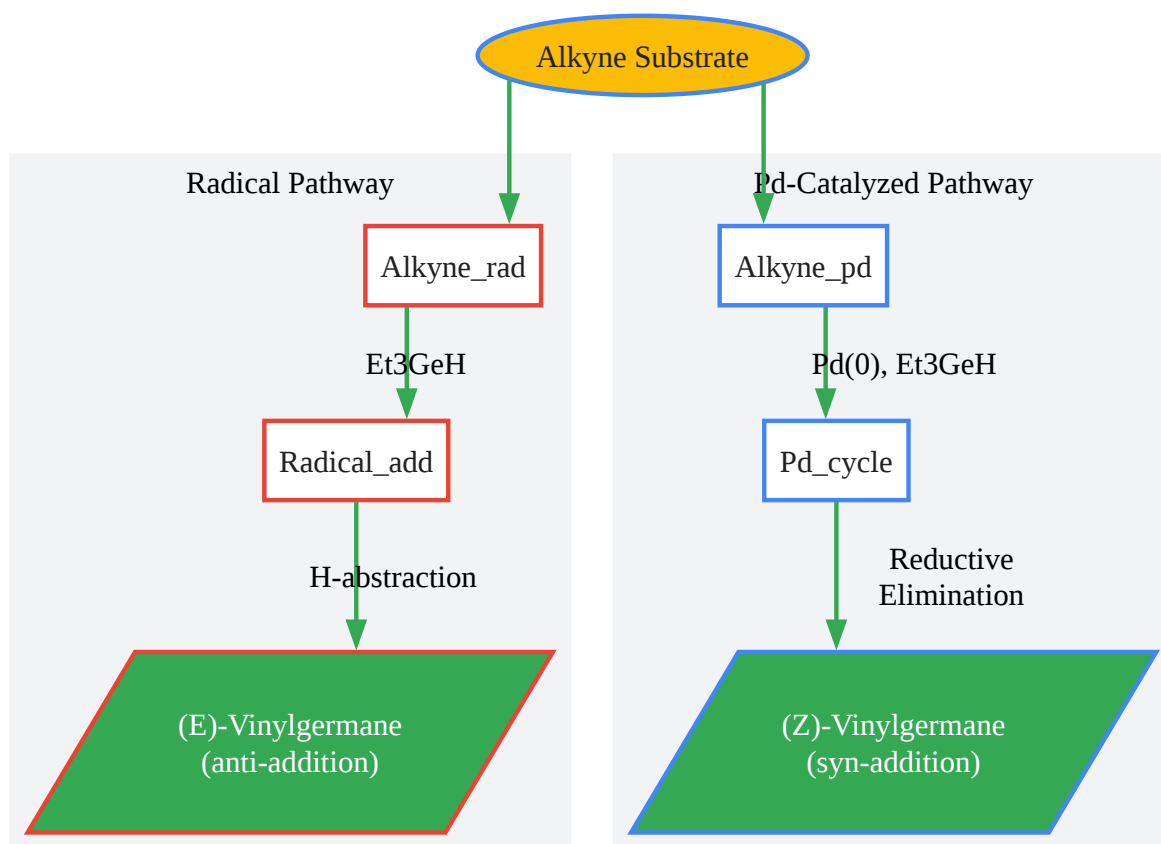 Alkyne Substrate
Radical Pathway
Pd-Catalyzed Pathway
Alkyne_rad
Alkyne_pd
Et3GeH
Pd(0), Et3GeH
Radical_add
Pd_cycle
H-abstraction
Reductive
Elimination
(E)-Vinylgermane
(anti-addition)
(Z)-Vinylgermane
(syn-addition)